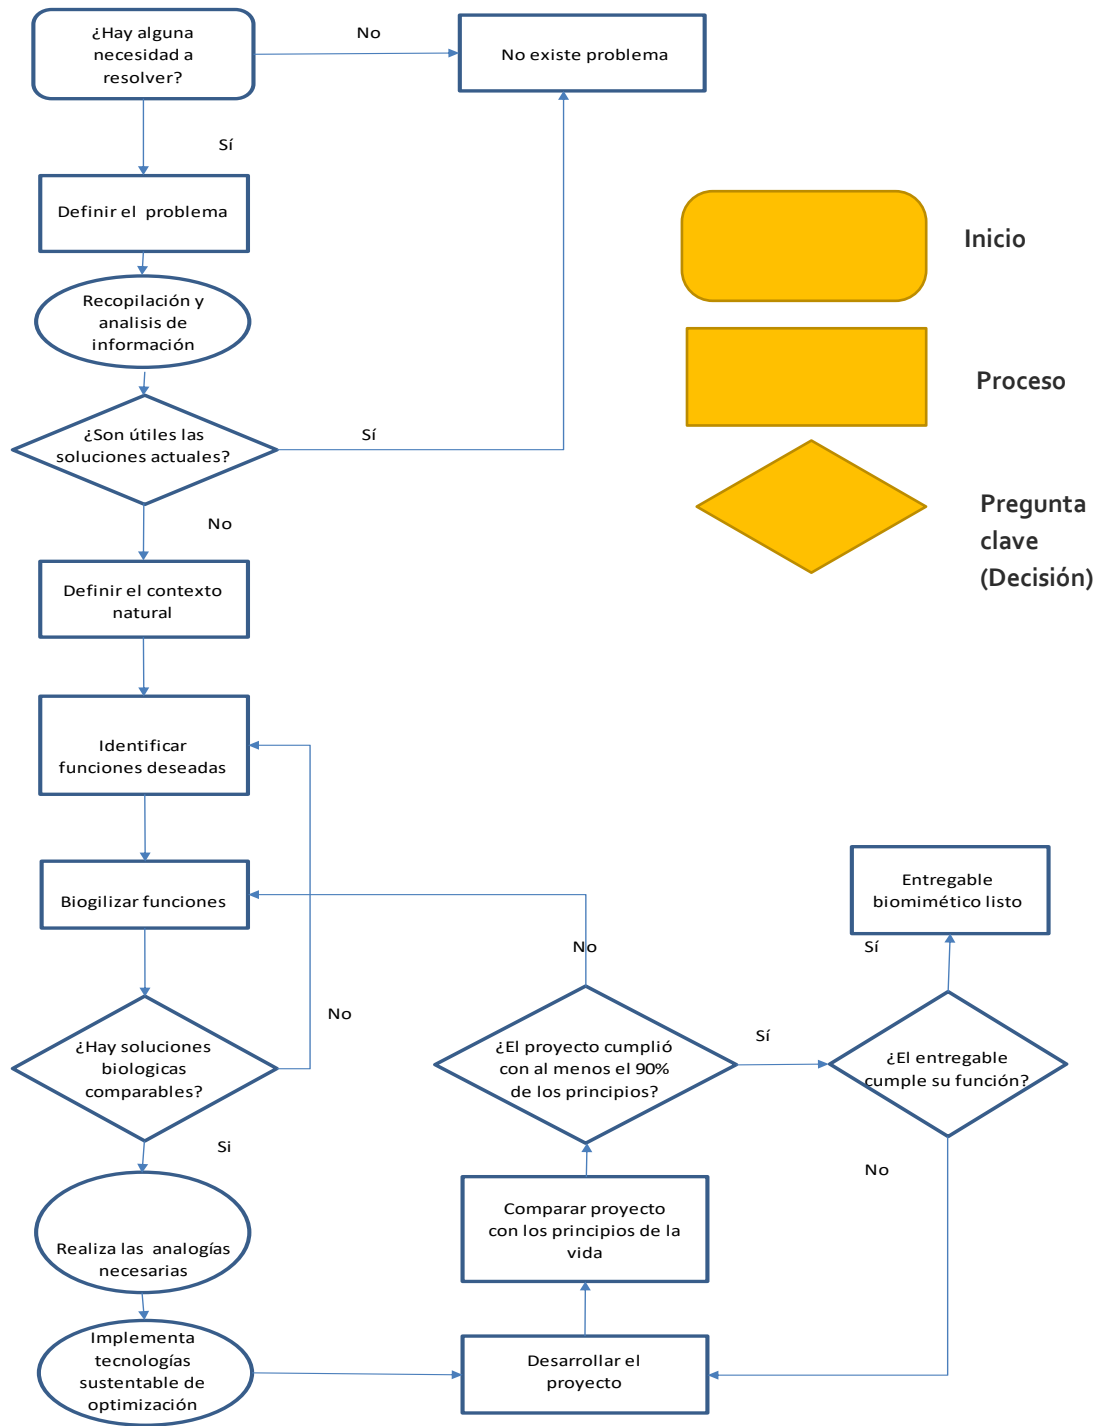 ¿Hay alguna
necesidad a
resolver?
No
No existe problema
Sí
Definir el problema
Recopilación y
analisis de
información
¿Son útiles las
soluciones actuales?
Sí
No
Definir el contexto
natural
Identificar
funciones deseadas
Biogilizar funciones
¿Hay soluciones
biologicas
comparables?
No
Si
Realiza las analogías
necesarias
Implementa
tecnologías
sustentable de
optimización
Desarrollar el
proyecto
Comparar proyecto
con los principios de la
vida
¿El proyecto cumplió
con al menos el 90%
de los principios?
No
Sí
¿El entregable
cumple su función?
No
Sí
Entregable
biomimético listo
Inicio
Proceso
Pregunta
clave
(Decisión)